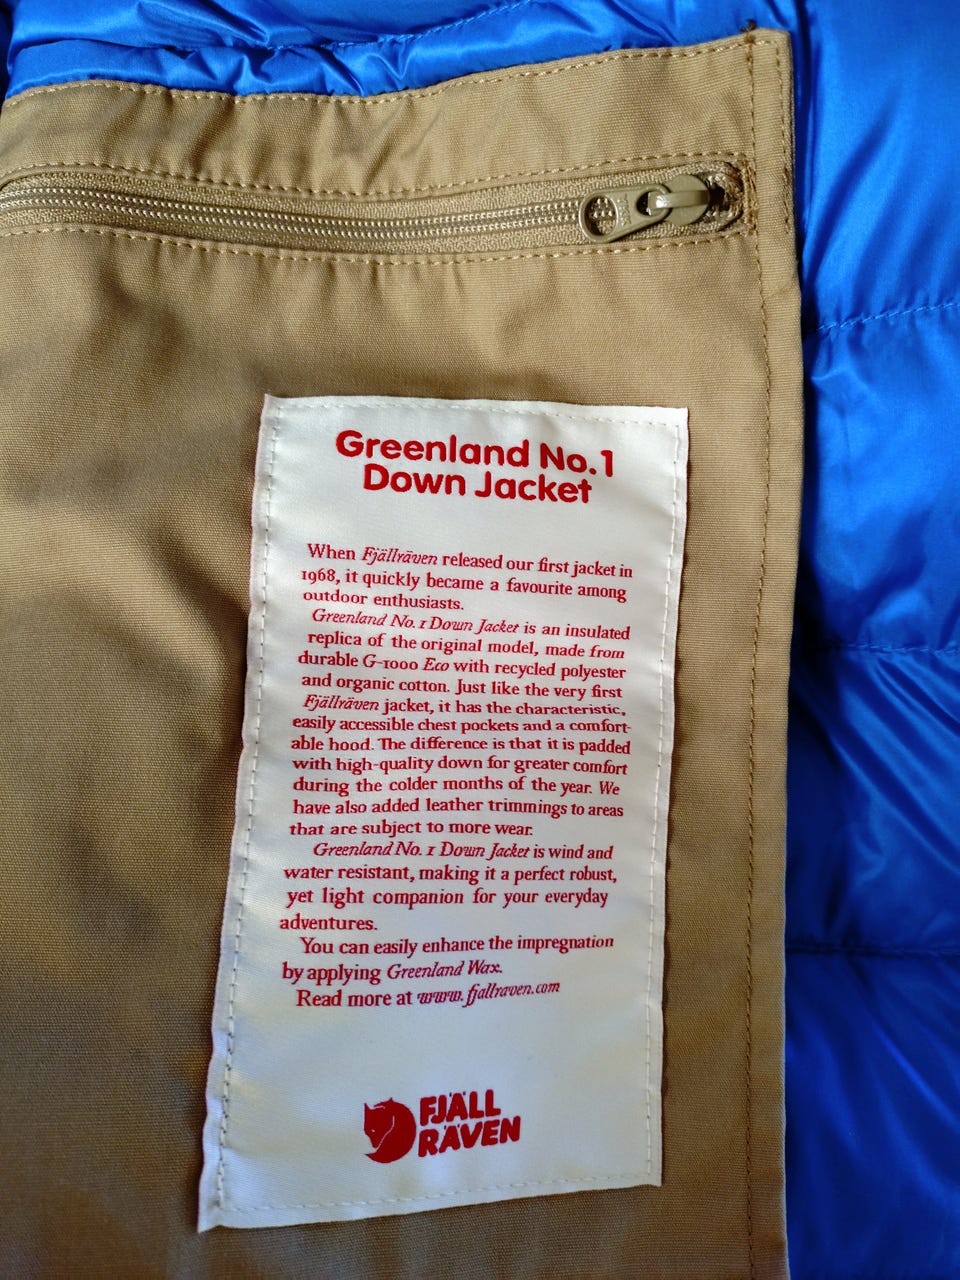 Greenland No.1
Down Jacket
When Fjällräven released our first jacket in
1968, it quickly became a favourite among
outdoor enthusiasts.
Greenland No. 1 Down Jacket is an insulated
replica of the original model, made from
durable G-1000 Eco with recycled polyester
and organic cotton. Just like the very first
Fjällräven jacket, it has the characteristic,
easily accessible chest pockets and a comfort-
able hood. The difference is that it is padded
with high-quality down for greater comfort
during the colder months of the year. We
have also added leather trimmings to areas
that are subject to more wear.
Greenland No. 1 Down Jacket is wind and
water resistant, making it a perfect robust,
yet light companion for your everyday
adventures.
You can easily enhance the impregnation
by applying Greenland Wax.
Read more at www.fjallraven.com
FJÄLL
RÄVEN